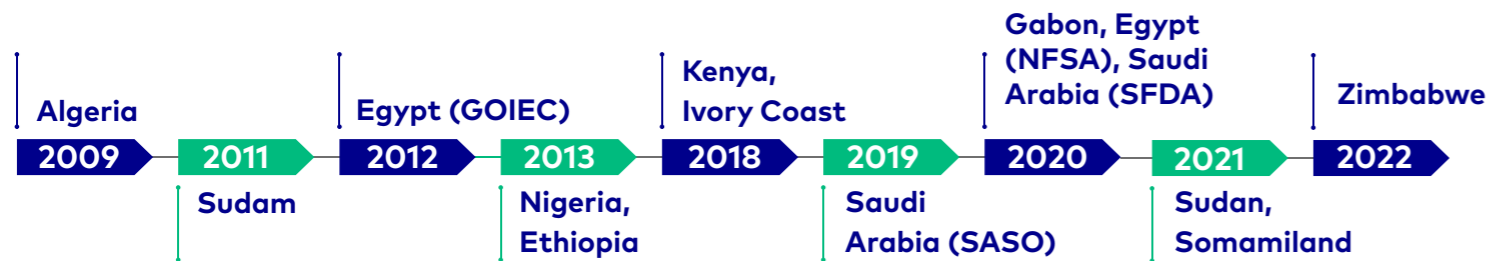 Algeria
2009
2011
Sudam
Egypt (GOIEC)
2012
2013
Nigeria,
Ethiopia
Kenya,
Ivory Coast
2018
2019
Saudi
Arabia (SASO)
Gabon, Egypt
(NFSA), Saudi
Arabia (SFDA)
2020
2021
Sudan,
Somamiland
Zimbabwe
2022